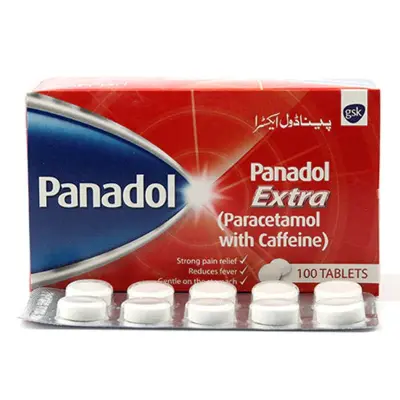 پیناڈول ایکسٹرا
gsk
Panadol
Panadol
Extra
(Paracetamol
with Caffeine)
Strong pain relief ✓
Reduces fever ✓
Gentle on the stomach ✓
100 TABLETS